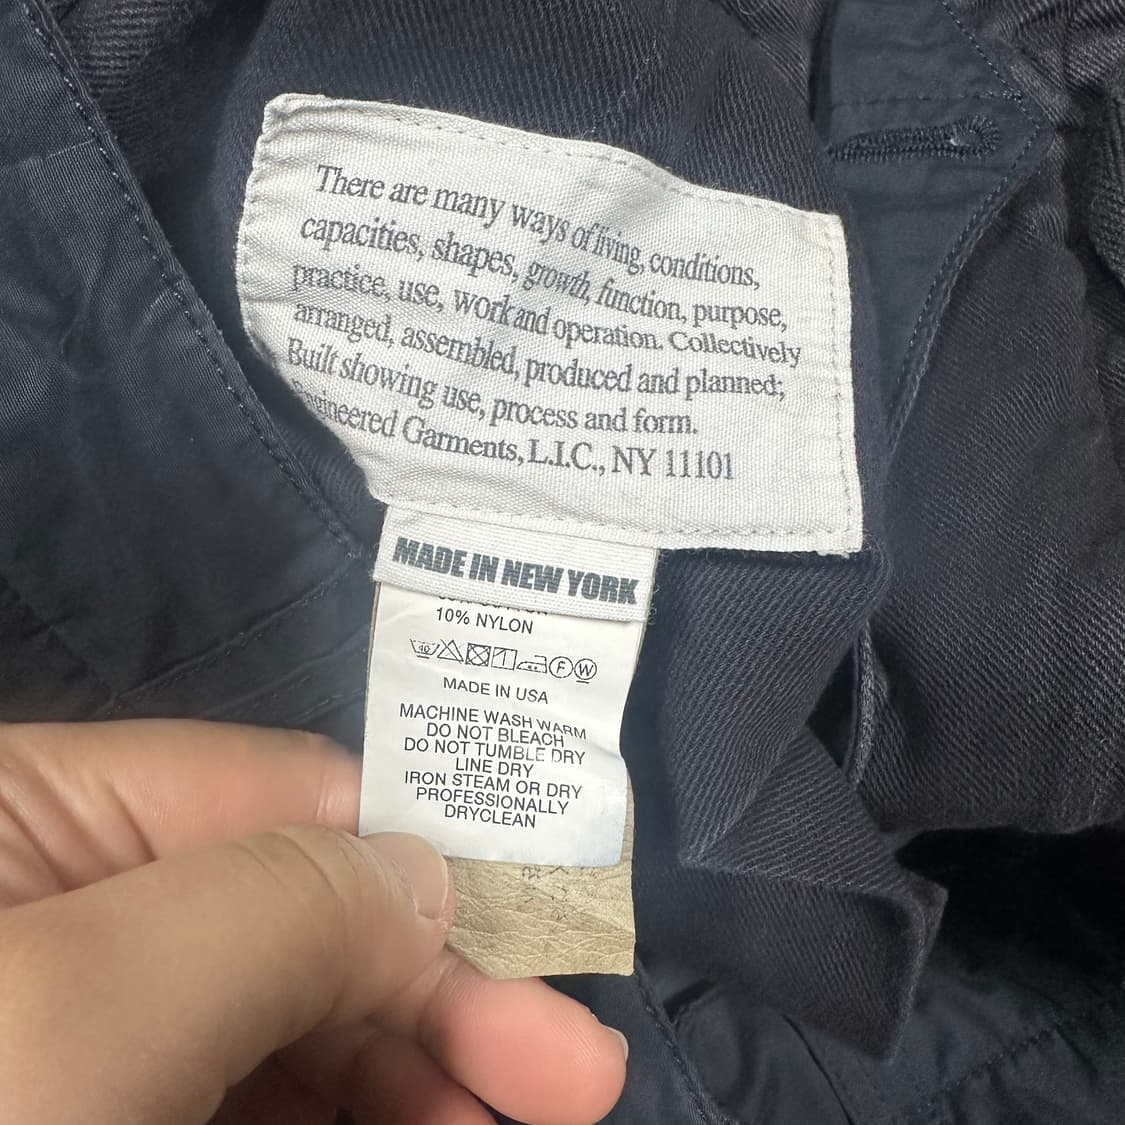 There are many ways of living, conditions,
capacities, shapes, growth, function, purpose,
practice, use, work and operation. Collectively
arranged, assembled, produced and planned;
Built showing use, process and form.
Engineered Garments, L.I.C., NY 11101
MADE IN NEW YORK
10% NYLON
40 1 F W
MADE IN USA
MACHINE WASH WARM
DO NOT BLEACH
DO NOT TUMBLE DRY
LINE DRY
IRON STEAM OR DRY
PROFESSIONALLY
DRYCLEAN